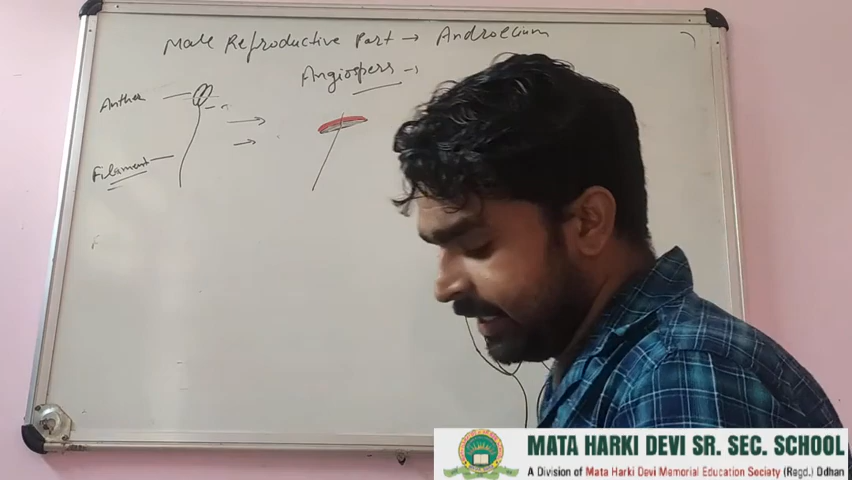 Male Reproductive Part → Androecium
Angiospers →
Anther
Filament
MATA HARKI DEVI SR. SEC. SCHOOL
A Division of Mata Harki Devi Memorial Education Society (Regd.) Odhan